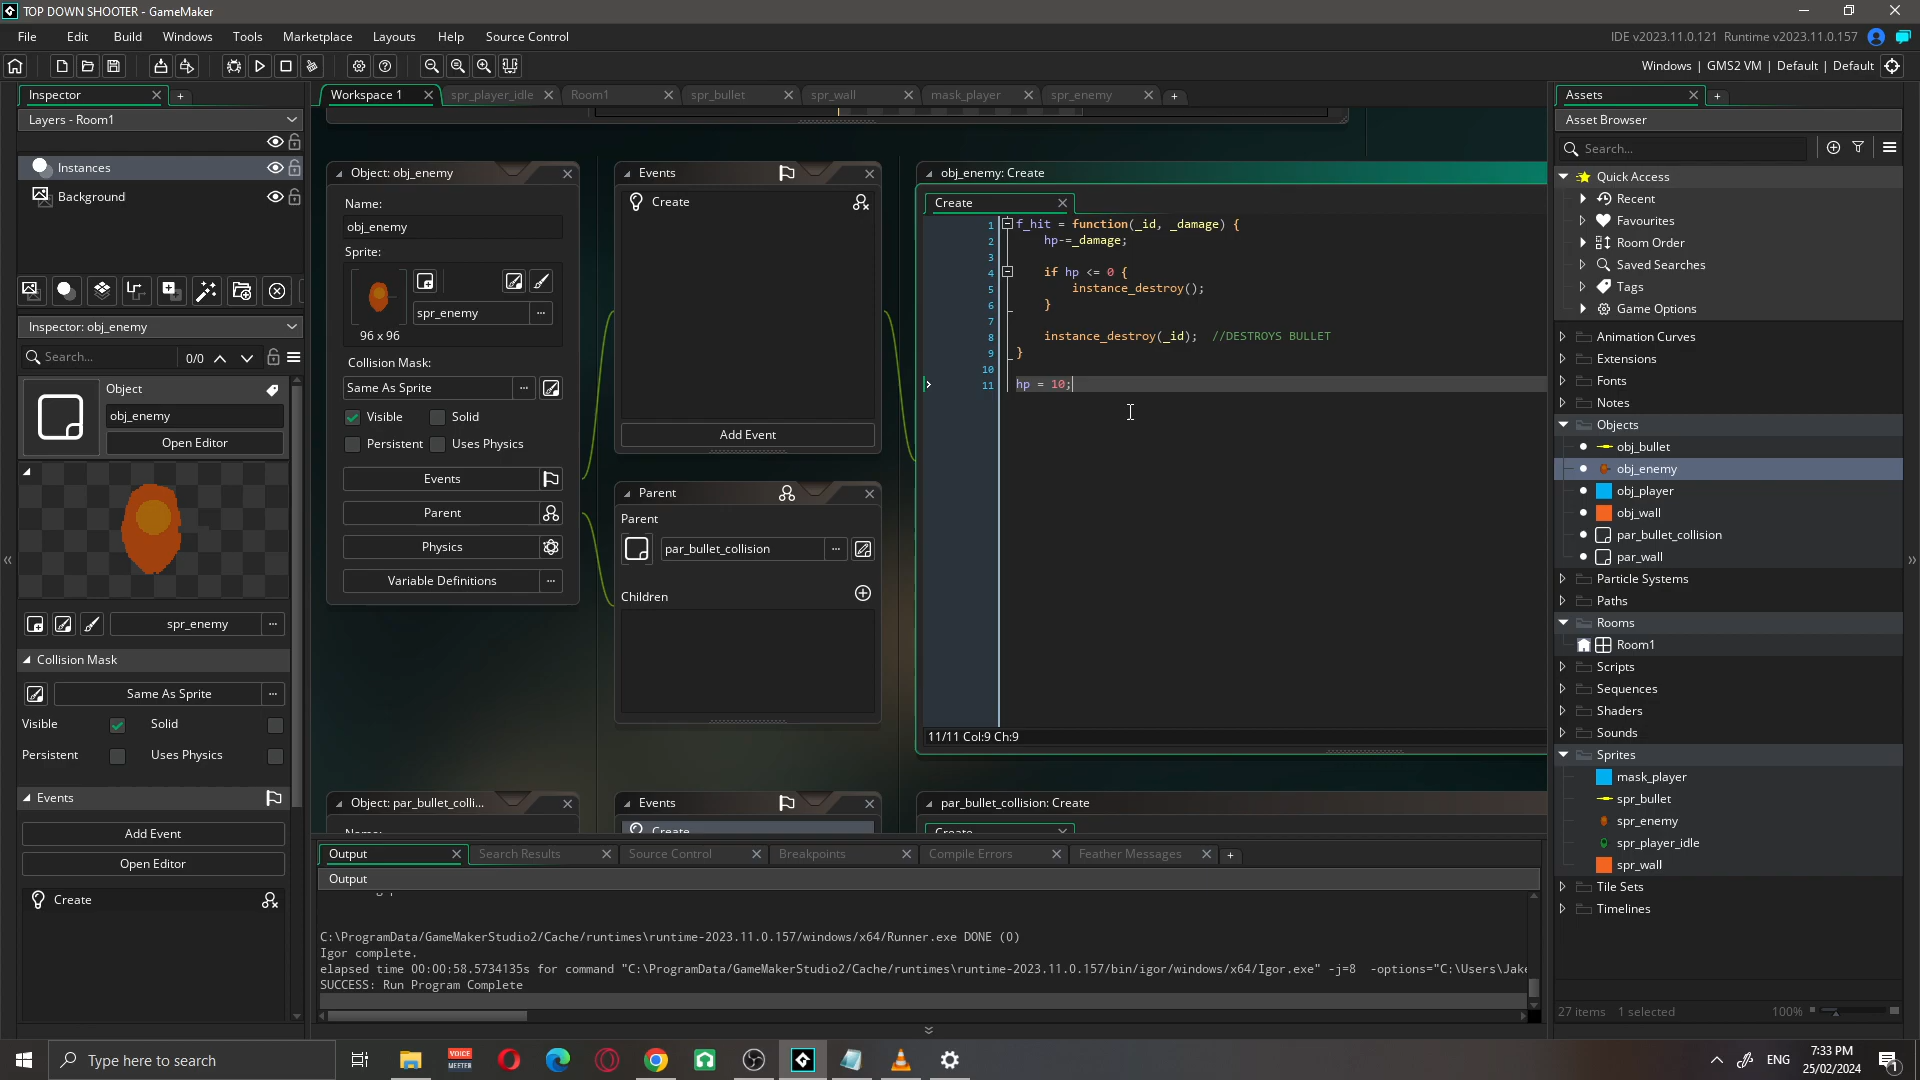 TOP DOWN SHOOTER - GameMaker
File Edit Build Windows Tools Marketplace Layouts Help Source Control
IDE v2023.11.0.121 Runtime v2023.11.0.157
Windows | GMS2 VM | Default | Default
Inspector
Layers - Room1
Instances
Background
Inspector: obj_enemy
Search... 0/0
Object
obj_enemy
Open Editor
spr_enemy
Collision Mask
Same As Sprite
Visible Solid
Persistent Uses Physics
Events
Add Event
Open Editor
Create
Workspace 1 spr_player_idle Room1 spr_bullet spr_wall mask_player spr_enemy
Object: obj_enemy
Name:
obj_enemy
Sprite:
spr_enemy
96 x 96
Collision Mask:
Same As Sprite
Visible Solid
Persistent Uses Physics
Events
Parent
Physics
Variable Definitions
Events
Create
Add Event
Parent
Parent
par_bullet_collision
Children
obj_enemy: Create
Create
1 f_hit = function(_id, _damage) {
2 hp-=_damage;
3
4 if hp <= 0 {
5 instance_destroy();
6 }
7
8 instance_destroy(_id); //DESTROYS BULLET
9 }
10
11 hp = 10;
11/11 Col:9 Ch:9
Object: par_bullet_colli...
Events
Create
par_bullet_collision: Create
Create
Output Search Results Source Control Breakpoints Compile Errors Feather Messages
Output
C:\ProgramData/GameMakerStudio2/Cache/runtimes\runtime-2023.11.0.157/windows/x64/Runner.exe DONE (0)
Igor complete.
elapsed time 00:00:58.5734135s for command "C:\ProgramData/GameMakerStudio2/Cache/runtimes\runtime-2023.11.0.157/bin/igor/windows/x64/Igor.exe" -j=8 -options="C:\Users\Jake
SUCCESS: Run Program Complete
Assets
Asset Browser
Search...
Quick Access
Recent
Favourites
Room Order
Saved Searches
Tags
Game Options
Animation Curves
Extensions
Fonts
Notes
Objects
obj_bullet
obj_enemy
obj_player
obj_wall
par_bullet_collision
par_wall
Particle Systems
Paths
Rooms
Room1
Scripts
Sequences
Shaders
Sounds
Sprites
mask_player
spr_bullet
spr_enemy
spr_player_idle
spr_wall
Tile Sets
Timelines
27 items 1 selected 100%
Type here to search
VOICE
MEETER
ENG
7:33 PM
25/02/2024
1